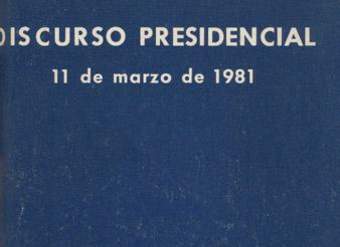 DISCURSO PRESIDENCIAL
11 de marzo de 1981